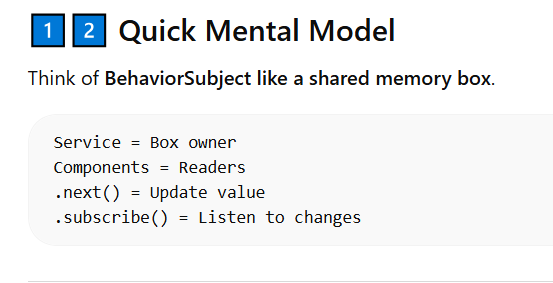 1 2 Quick Mental Model
Think of BehaviorSubject like a shared memory box.
Service = Box owner
Components = Readers
.next() = Update value
.subscribe() = Listen to changes